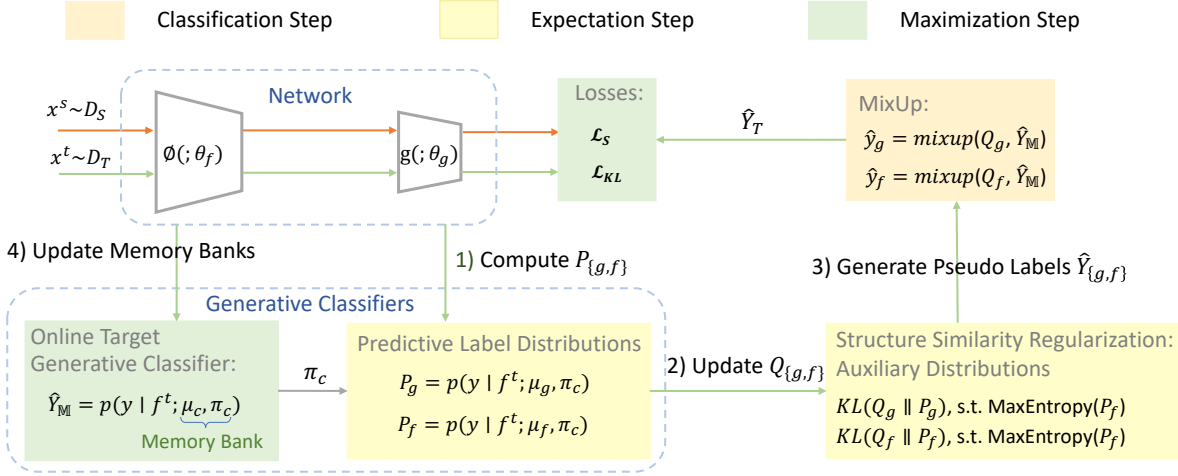 Classification Step
Expectation Step
Maximization Step
Network
x^s~D_S
x^t~D_T
∅(; θ_f)
g(; θ_g)
Losses:
ℒ_S
ℒ_KL
Ŷ_T
MixUp:
ŷ_g = mixup(Q_g, Ŷ_𝕄)
ŷ_f = mixup(Q_f, Ŷ_𝕄)
4) Update Memory Banks
1) Compute P_{g,f}
3) Generate Pseudo Labels Ŷ_{g,f}
Generative Classifiers
Online Target
Generative Classifier:
Ŷ_𝕄 = p(y | f^t; μ_c, π_c)
Memory Bank
π_c
Predictive Label Distributions
P_g = p(y | f^t; μ_g, π_c)
P_f = p(y | f^t; μ_f, π_c)
2) Update Q_{g,f}
Structure Similarity Regularization:
Auxiliary Distributions
KL(Q_g ∥ P_g), s.t. MaxEntropy(P_f)
KL(Q_f ∥ P_f), s.t. MaxEntropy(P_f)